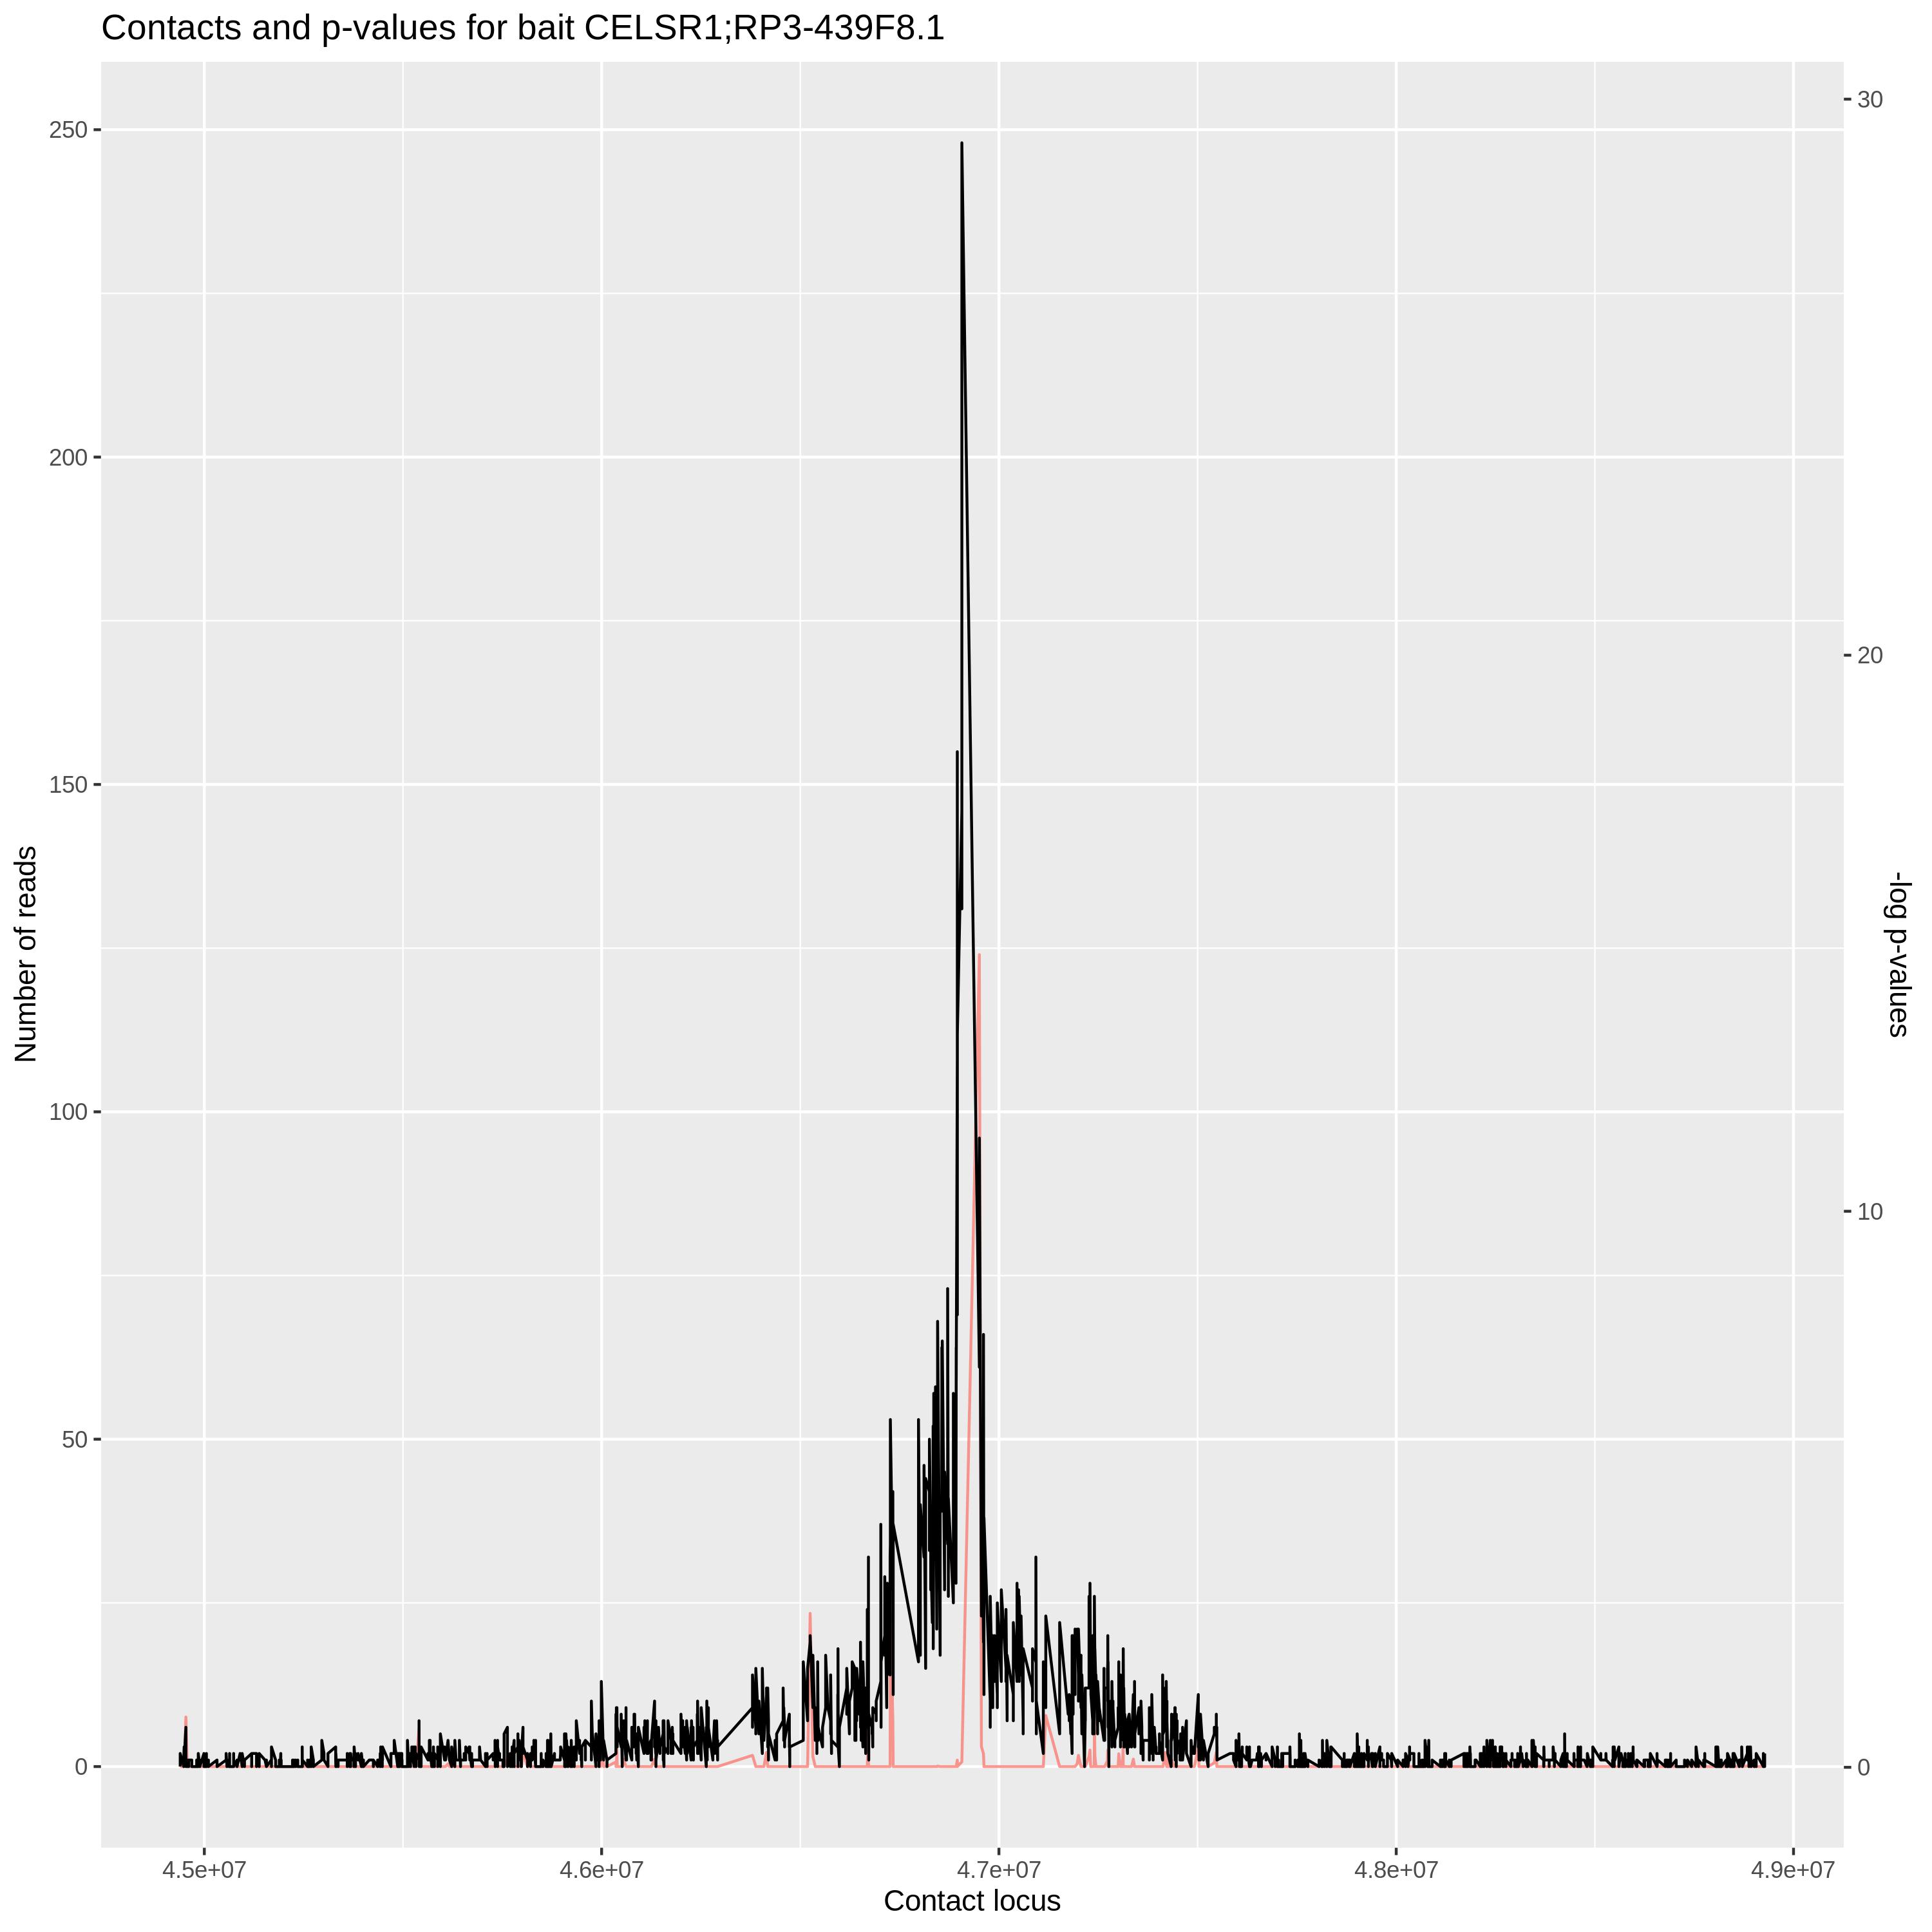 Contacts and p-values for bait CELSR1;RP3-439F8.1
250
200
150
100
50
0
Number of reads
30
20
10
0
-log p-values
4.5e+07
4.6e+07
4.7e+07
4.8e+07
4.9e+07
Contact locus